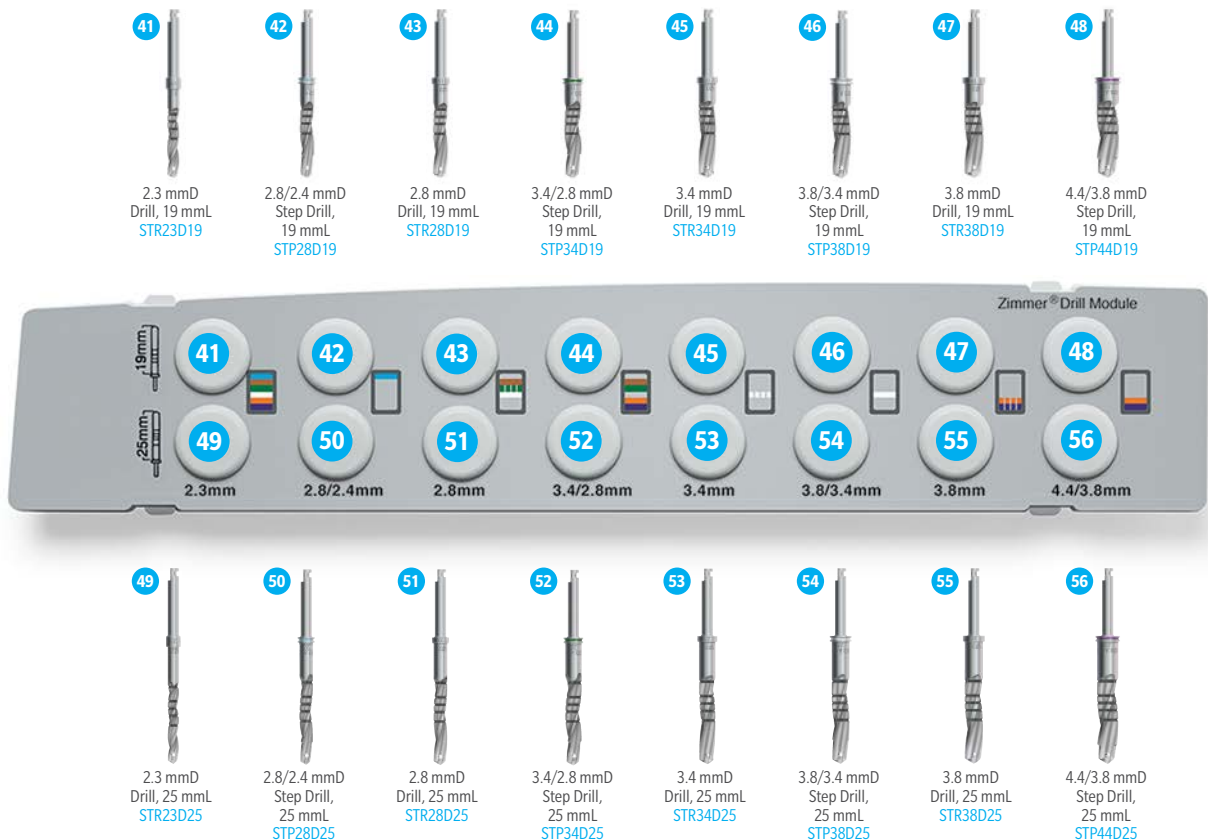 41
42
43
44
45
46
47
48
2.3 mmD
Drill, 19 mmL
STR23D19
2.8/2.4 mmD
Step Drill,
19 mmL
STP28D19
2.8 mmD
Drill, 19 mmL
STR28D19
3.4/2.8 mmD
Step Drill,
19 mmL
STP34D19
3.4 mmD
Drill, 19 mmL
STR34D19
3.8/3.4 mmD
Step Drill,
19 mmL
STP38D19
3.8 mmD
Drill, 19 mmL
STR38D19
4.4/3.8 mmD
Step Drill,
19 mmL
STP44D19
Zimmer® Drill Module
19mm
41
42
43
44
45
46
47
48
25mm
49
50
51
52
53
54
55
56
2.3mm
2.8/2.4mm
2.8mm
3.4/2.8mm
3.4mm
3.8/3.4mm
3.8mm
4.4/3.8mm
49
50
51
52
53
54
55
56
2.3 mmD
Drill, 25 mmL
STR23D25
2.8/2.4 mmD
Step Drill,
25 mmL
STP28D25
2.8 mmD
Drill, 25 mmL
STR28D25
3.4/2.8 mmD
Step Drill,
25 mmL
STP34D25
3.4 mmD
Drill, 25 mmL
STR34D25
3.8/3.4 mmD
Step Drill,
25 mmL
STP38D25
3.8 mmD
Drill, 25 mmL
STR38D25
4.4/3.8 mmD
Step Drill,
25 mmL
STP44D25